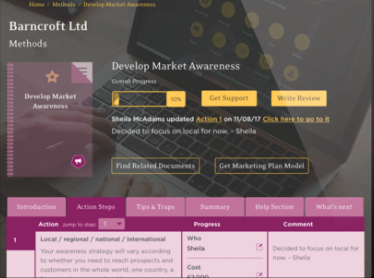 Home / Methods / Develop Market Awareness
Barncroft Ltd
Methods
Develop Market Awareness
Develop Market Awareness
Overall Progress
10%
Get Support
Write Review
Sheila McAdams updated Action 1 on 11/08/17 Click here to go to it
Decided to focus on local for now. - Sheila
Find Related Documents
Get Marketing Plan Model
Introduction
Action Steps
Tips & Traps
Summary
Help Section
What's next
Action Jump to step: 1
Progress
Comment
1
Local / regional / national / international
Your awareness strategy will vary according
to whether you need to reach prospects and
customers in the whole world, one country, a
Who
Sheila
Cost
£2,000
Decided to focus on local for
now. - Sheila